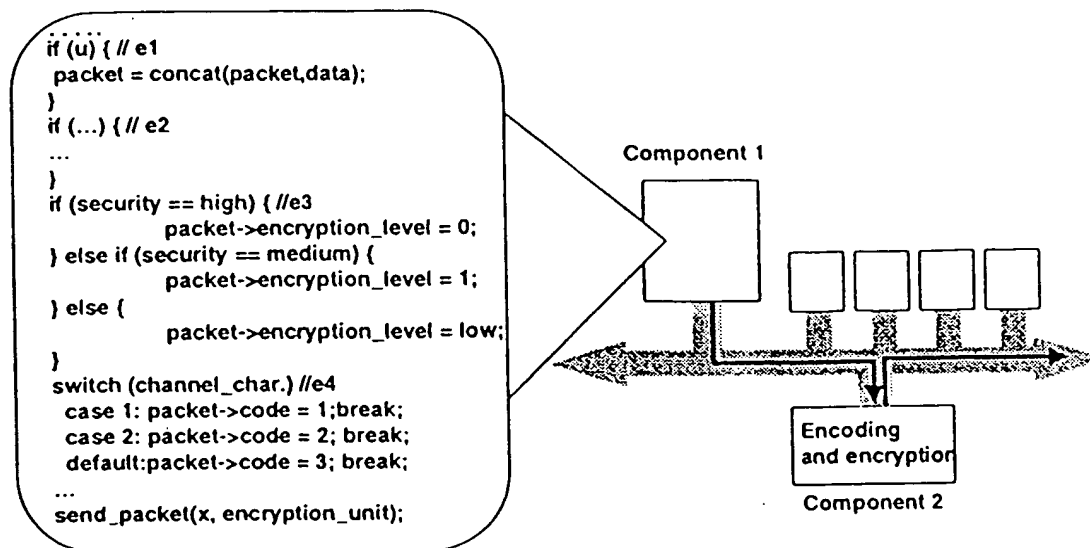 .....
if (u) { // e1
packet = concat(packet,data);
}
if (...) { // e2
...
}
if (security == high) { //e3
packet->encryption_level = 0;
} else if (security == medium) {
packet->encryption_level = 1;
} else {
packet->encryption_level = low;
}
switch (channel_char.) //e4
case 1: packet->code = 1;break;
case 2: packet->code = 2; break;
default:packet->code = 3; break;
...
send_packet(x, encryption_unit);
Component 1
Encoding
and encryption
Component 2